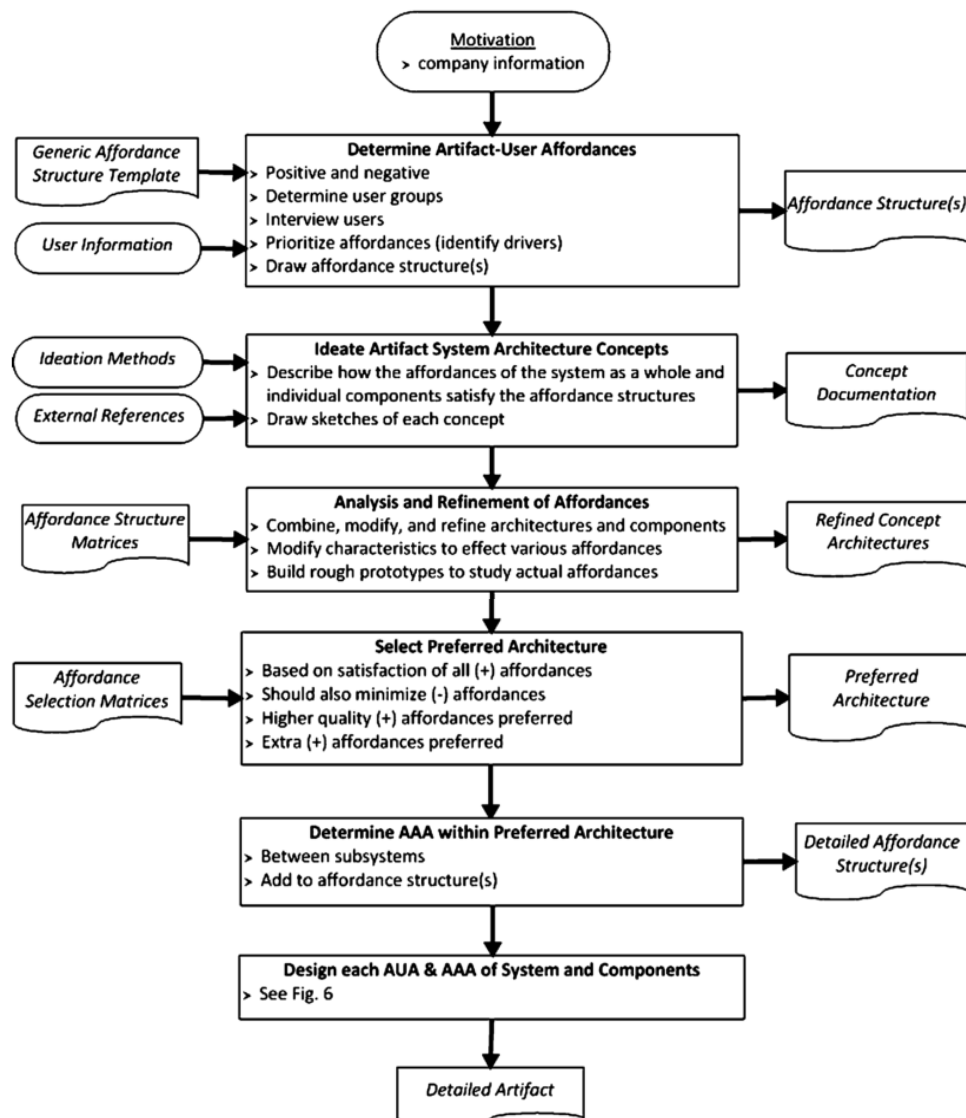 Motivation
➤ company information
Generic Affordance
Structure Template
User Information
Determine Artifact-User Affordances
➤ Positive and negative
➤ Determine user groups
➤ Interview users
➤ Prioritize affordances (identify drivers)
➤ Draw affordance structure(s)
Affordance Structure(s)
Ideation Methods
External References
Ideate Artifact System Architecture Concepts
➤ Describe how the affordances of the system as a whole and
individual components satisfy the affordance structures
➤ Draw sketches of each concept
Concept
Documentation
Affordance Structure
Matrices
Analysis and Refinement of Affordances
➤ Combine, modify, and refine architectures and components
➤ Modify characteristics to effect various affordances
➤ Build rough prototypes to study actual affordances
Refined Concept
Architectures
Affordance
Selection Matrices
Select Preferred Architecture
➤ Based on satisfaction of all (+) affordances
➤ Should also minimize (-) affordances
➤ Higher quality (+) affordances preferred
➤ Extra (+) affordances preferred
Preferred
Architecture
Determine AAA within Preferred Architecture
➤ Between subsystems
➤ Add to affordance structure(s)
Detailed Affordance
Structure(s)
Design each AUA & AAA of System and Components
➤ See Fig. 6
Detailed Artifact